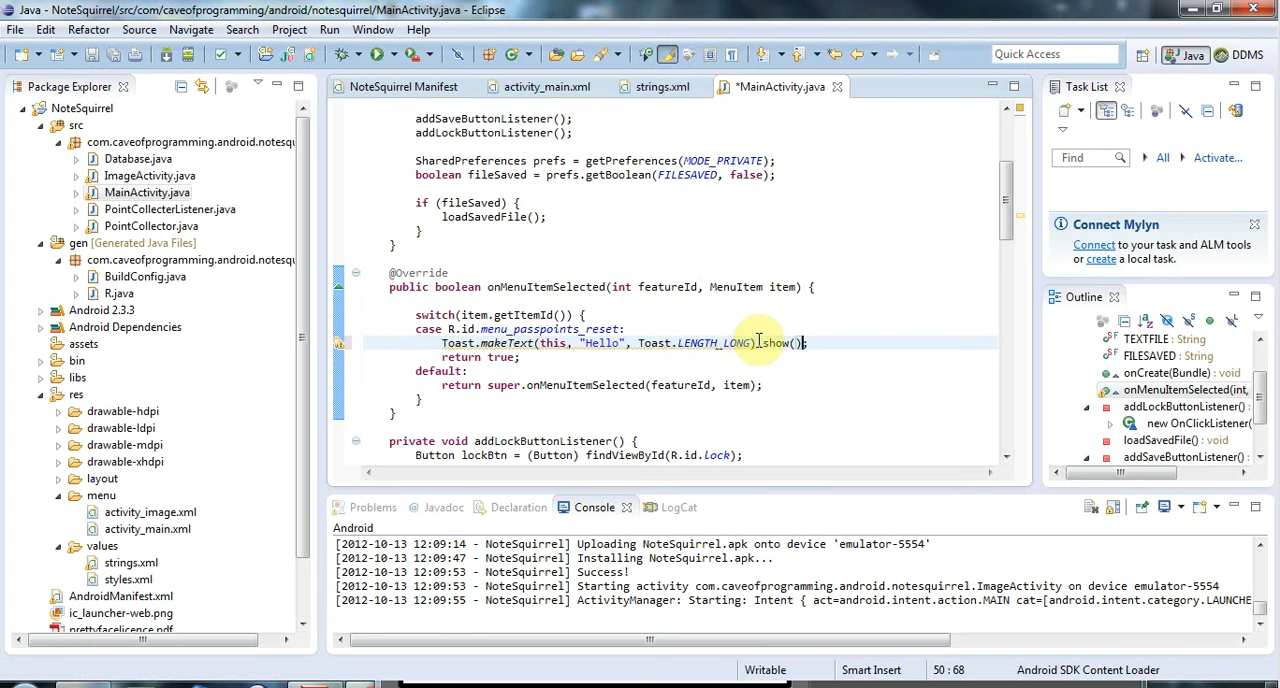 Java - NoteSquirrel/src/com/caveofprogramming/android/notesquirrel/MainActivity.java - Eclipse
File Edit Refactor Source Navigate Search Project Run Window Help
Quick Access Java DDMS
Package Explorer
NoteSquirrel
src
com.caveofprogramming.android.notesqu
Database.java
ImageActivity.java
MainActivity.java
PointCollecterListener.java
PointCollector.java
gen [Generated Java Files]
com.caveofprogramming.android.notesqu
BuildConfig.java
R.java
Android 2.3.3
Android Dependencies
assets
bin
libs
res
drawable-hdpi
drawable-ldpi
drawable-mdpi
drawable-xhdpi
layout
menu
activity_image.xml
activity_main.xml
values
strings.xml
styles.xml
AndroidManifest.xml
ic_launcher-web.png
prettyfacelicence.pdf
NoteSquirrel Manifest activity_main.xml strings.xml *MainActivity.java
addSaveButtonListener();
addLockButtonListener();
SharedPreferences prefs = getPreferences(MODE_PRIVATE);
boolean fileSaved = prefs.getBoolean(FILESAVED, false);
if (fileSaved) {
loadSavedFile();
}
}
@Override
public boolean onMenuItemSelected(int featureId, MenuItem item) {
switch(item.getItemId()) {
case R.id.menu_passpoints_reset:
Toast.makeText(this, "Hello", Toast.LENGTH_LONG).show();
return true;
default:
return super.onMenuItemSelected(featureId, item);
}
}
private void addLockButtonListener() {
Button lockBtn = (Button) findViewById(R.id.lock);
Task List
Find All Activate...
Connect Mylyn
Connect to your task and ALM tools
or create a local task.
Outline
TEXTFILE : String
FILESAVED : String
onCreate(Bundle) : void
onMenuItemSelected(int,
addLockButtonListener() :
new OnClickListener(
loadSavedFile() : void
addSaveButtonListener() :
Problems @ Javadoc Declaration Console LogCat
Android
[2012-10-13 12:09:14 - NoteSquirrel] Uploading NoteSquirrel.apk onto device 'emulator-5554'
[2012-10-13 12:09:47 - NoteSquirrel] Installing NoteSquirrel.apk...
[2012-10-13 12:09:53 - NoteSquirrel] Success!
[2012-10-13 12:09:53 - NoteSquirrel] Starting activity com.caveofprogramming.android.notesquirrel.ImageActivity on device emulator-5554
[2012-10-13 12:09:55 - NoteSquirrel] ActivityManager: Starting: Intent { act=android.intent.action.MAIN cat=[android.intent.category.LAUNCHE
Writable Smart Insert 50 : 68 Android SDK Content Loader